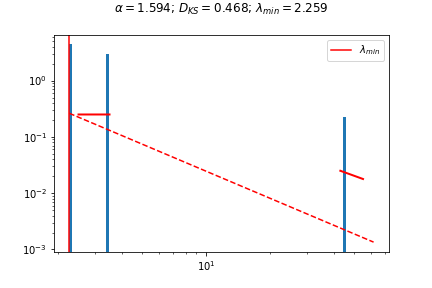 α = 1.594; D_KS = 0.468; λ_min = 2.259
λ_min
10^0
10^-1
10^-2
10^-3
10^1